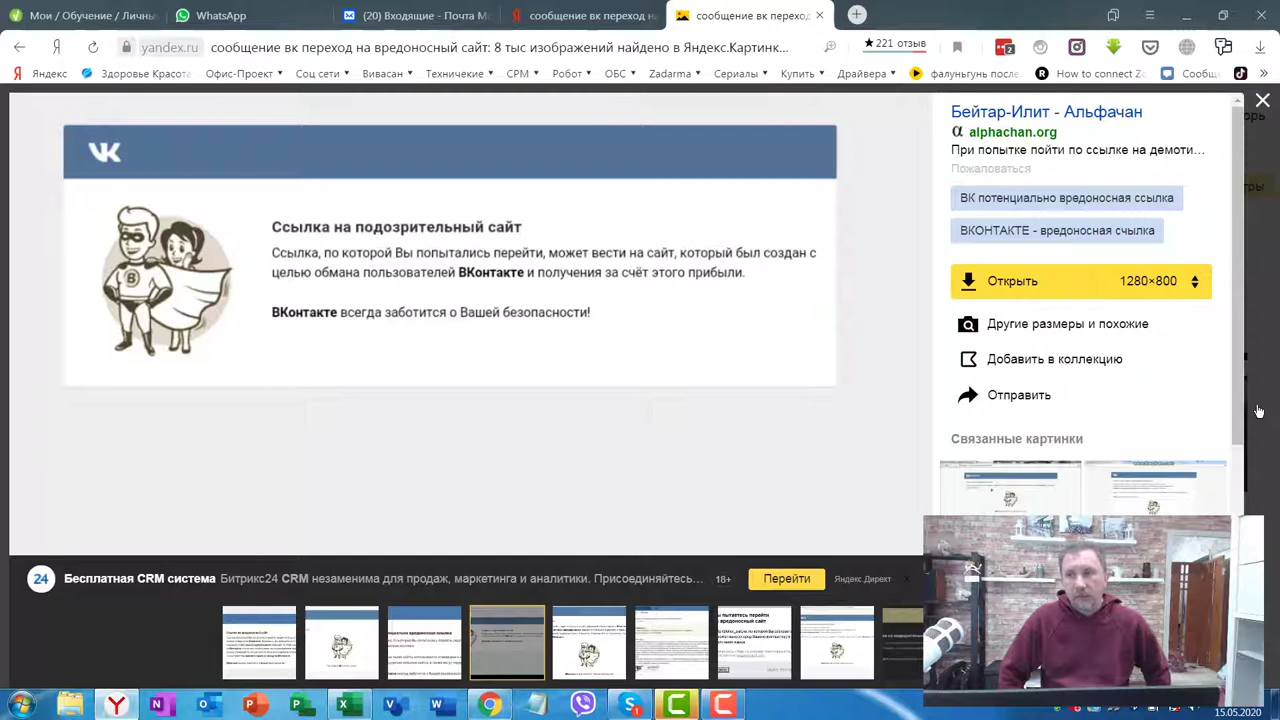 Мои / Обучение / Личны
WhatsApp
(20) Входящие - Почта М
сообщение вк переход на
сообщение вк переход
yandex.ru
сообщение вк переход на вредоносный сайт: 8 тыс изображений найдено в Яндекс.Картинк...
★ 221 отзыв
Яндекс
Здоровье Красота
Офис-Проект
Соц сети
Вивасан
Техничекие
СРМ
Робот
ОБС
Zadarma
Сериалы
Купить
Драйвера
фалуньгунь после.
How to connect Zo
Сообщ
Бейтар-Илит - Альфачан
alphachan.org
При попытке пойти по ссылке на демоти...
Пожаловаться
ВК потенциально вредоносная ссылка
ВКОНТАКТЕ - вредоносная счылка
Открыть 1280×800
Другие размеры и похожие
Добавить в коллекцию
Отправить
Связанные картинки
Ссылка на подозрительный сайт
Ссылка, по которой Вы попытались перейти, может вести на сайт, который был создан с
целью обмана пользователей ВКонтакте и получения за счёт этого прибыли.
ВКонтакте всегда заботится о Вашей безопасности!
24
Бесплатная CRM система Битрикс24 CRM незаменима для продаж, маркетинга и аналитики. Присоединяйтесь...
18+
Перейти
Яндекс Директ
15.05.2020